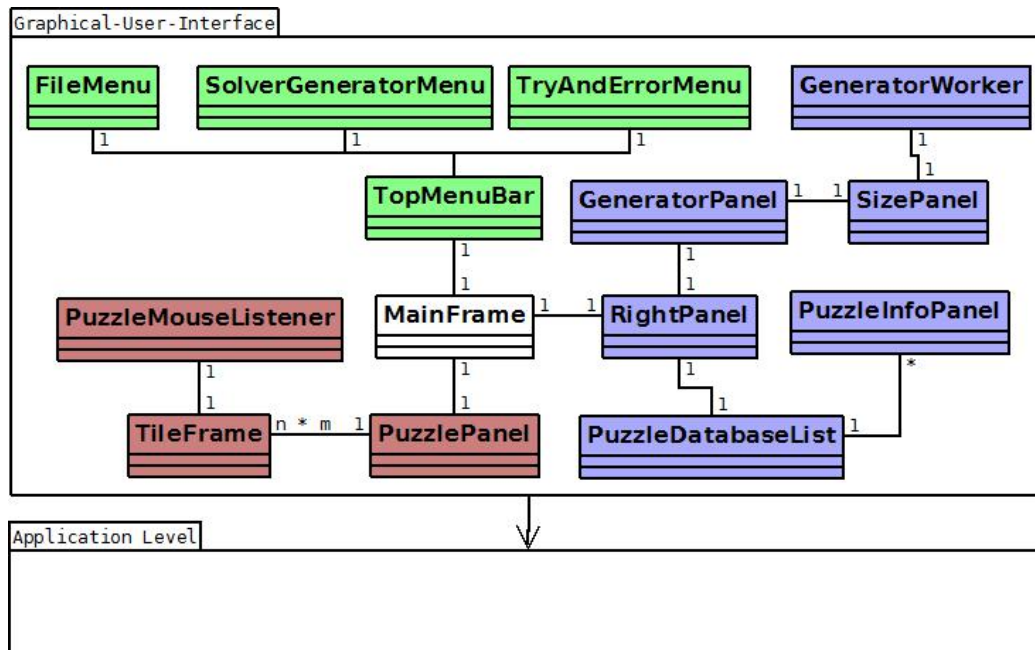 Graphical-User-Interface
FileMenu
SolverGeneratorMenu
TryAndErrorMenu
GeneratorWorker
1
1
1
1
1
TopMenuBar
GeneratorPanel
1
1
SizePanel
1
1
1
1
PuzzleMouseListener
MainFrame
1
1
RightPanel
PuzzleInfoPanel
1
1
1
*
1
1
1
TileFrame
n * m
1
PuzzlePanel
PuzzleDatabaseList
1
Application Level